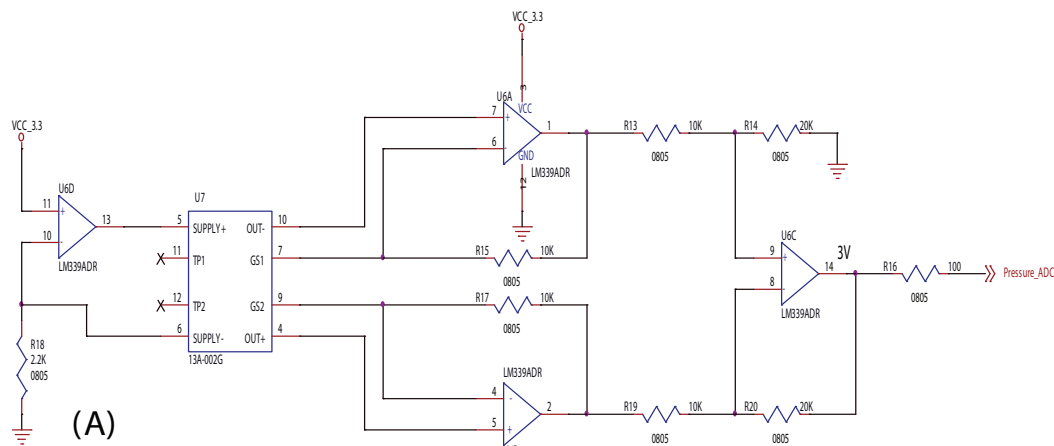 VCC_3.3
U6A
3
VCC
7
+
1
6
-
GND
12
LM339ADR
R13
10K
0805
R14
20K
0805
VCC_3.3
U6D
11
+
13
10
-
LM339ADR
U7
5
SUPPLY+
OUT-
10
11
TP1
GS1
7
12
TP2
GS2
9
6
SUPPLY-
OUT+
4
13A-002G
R15
10K
0805
R17
10K
0805
U6C
9
+
3V
14
8
-
LM339ADR
R16
100
0805
Pressure_ADC
R18
2.2K
0805
LM339ADR
4
-
2
5
+
R19
10K
0805
R20
20K
0805
(A)